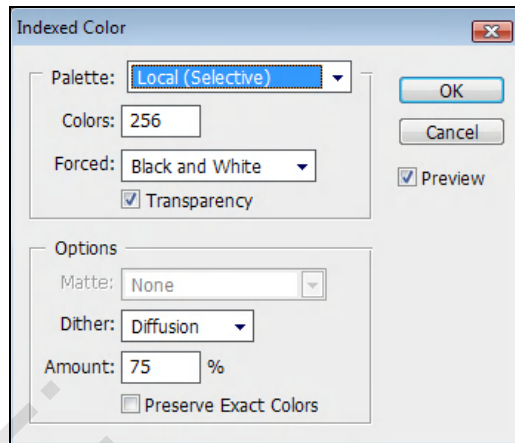 Indexed Color
Palette: Local (Selective)
OK
Colors: 256
Cancel
Forced: Black and White
Preview
Transparency
Options
Matte: None
Dither: Diffusion
Amount: 75 %
Preserve Exact Colors